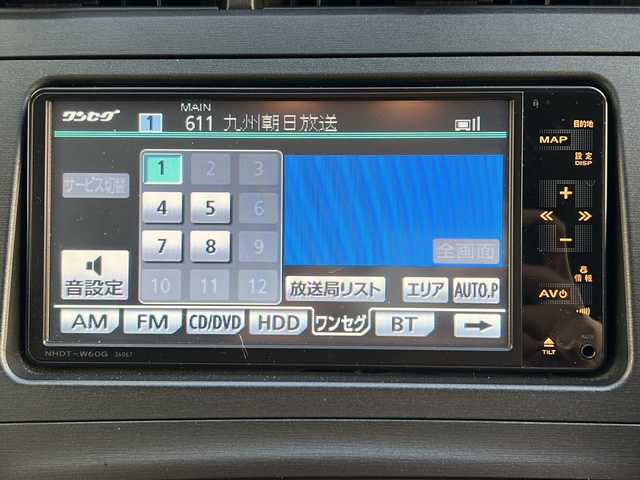 ワンセグ
MAIN
1 611 九州朝日放送
サービス切替
1 2 3
4 5 6
7 8 9
10 11 12
全画面
音設定
放送局リスト エリア AUTO.P
AM FM CD/DVD HDD ワンセグ BT
NHDT-W60G
目的地
MAP
設定
DISP
情報
AV
TILT